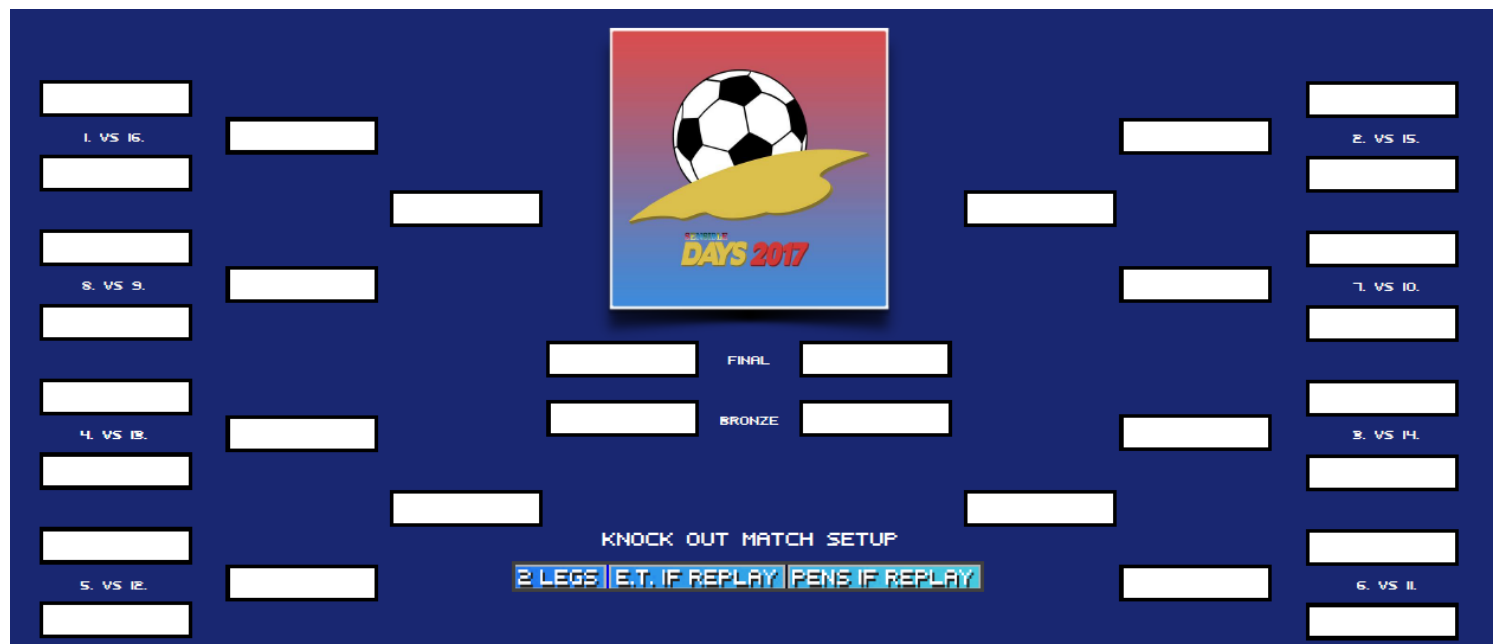 1. VS 16.
8. VS 9.
4. VS 13.
5. VS 12.
DAYS 2017
FINAL
BRONZE
KNOCK OUT MATCH SETUP
2 LEGS E.T. IF REPLAY PENS IF REPLAY
2. VS 15.
7. VS 10.
3. VS 14.
6. VS 11.